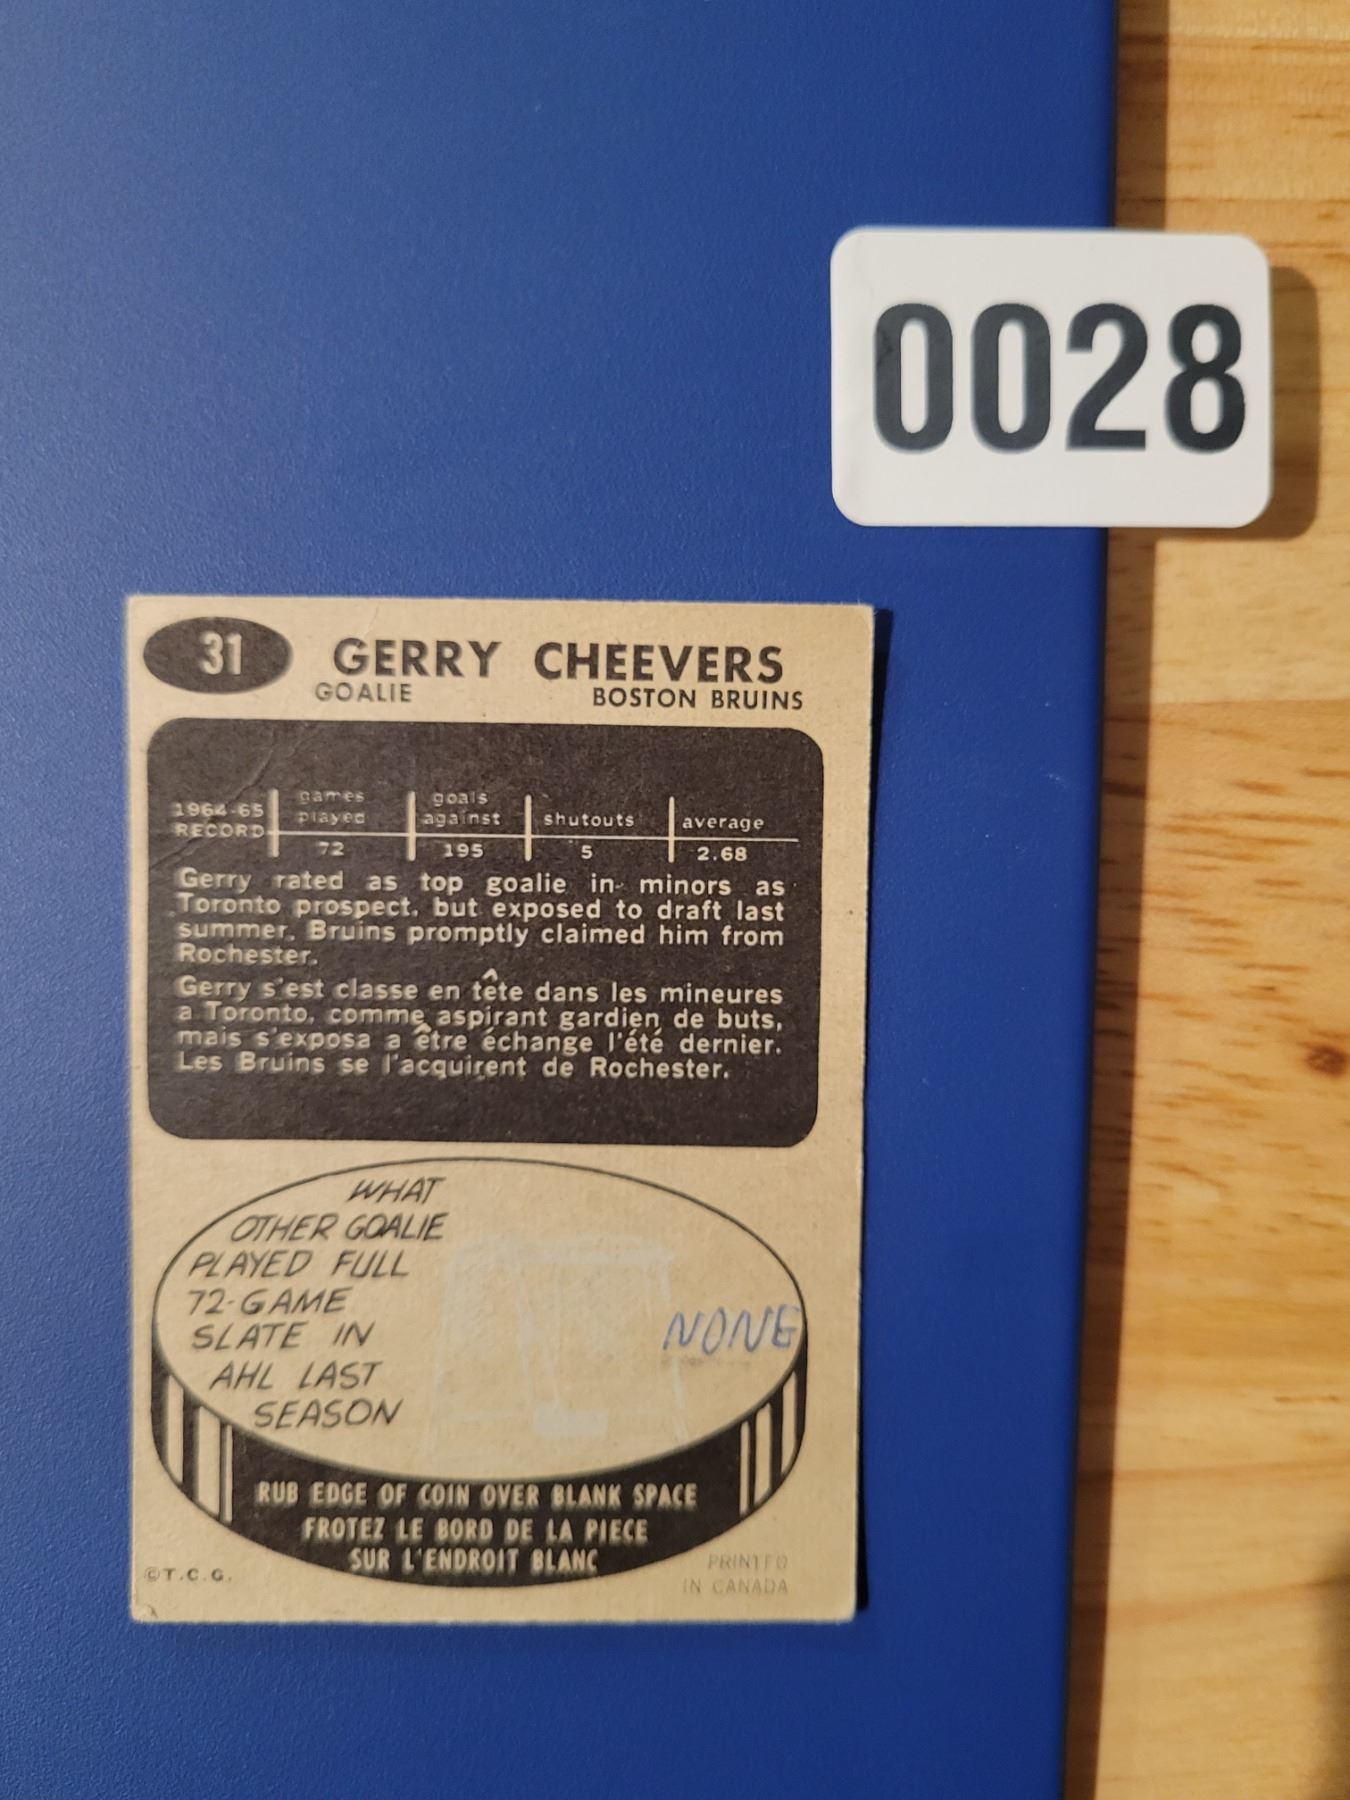 0028
31 GERRY CHEEVERS
GOALIE BOSTON BRUINS
1964-65 RECORD games played goals against shutouts average
72 195 5 2.68
Gerry rated as top goalie in minors as
Toronto prospect, but exposed to draft last
summer. Bruins promptly claimed him from
Rochester.
Gerry s'est classe en tête dans les mineures
a Toronto, comme aspirant gardien de buts,
mais s'exposa a être échange l'été dernier.
Les Bruins se l'acquirent de Rochester.
WHAT
OTHER GOALIE
PLAYED FULL
72-GAME
SLATE IN
AHL LAST
SEASON
NONE
RUB EDGE OF COIN OVER BLANK SPACE
FROTEZ LE BORD DE LA PIECE
SUR L'ENDROIT BLANC
©T.C.G.
PRINTED
IN CANADA